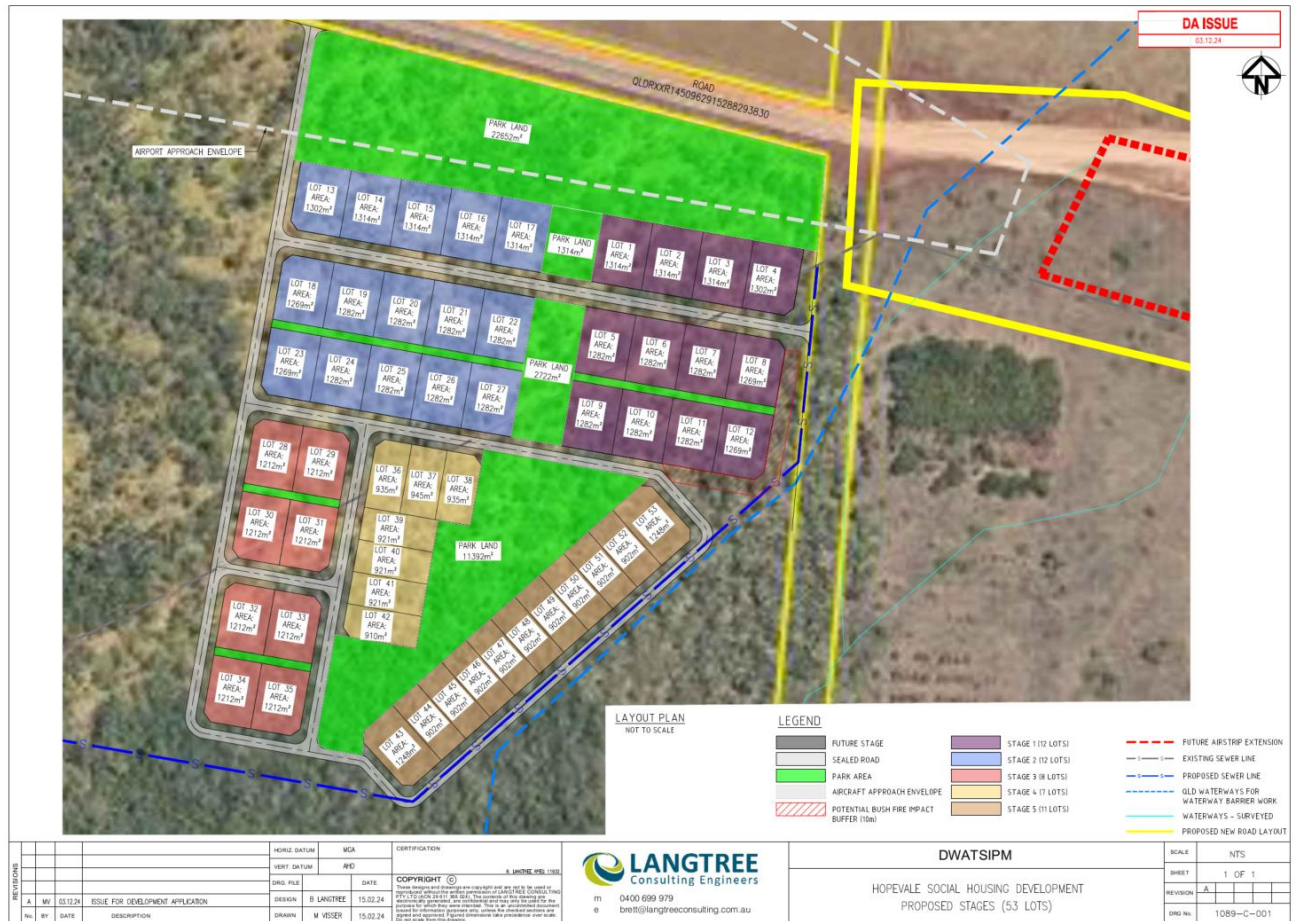 DA ISSUE
03.12.24
N
ROAD
QLDRXXR1450962915288293830
AIRPORT APPROACH ENVELOPE
PARK LAND
22652m²
LOT 13
AREA:
1302m²
LOT 14
AREA:
1314m²
LOT 15
AREA:
1314m²
LOT 16
AREA:
1314m²
LOT 17
AREA:
1314m²
PARK LAND
1314m²
LOT 1
AREA:
1314m²
LOT 2
AREA:
1314m²
LOT 3
AREA:
1314m²
LOT 4
AREA:
1302m²
LOT 18
AREA:
1269m²
LOT 19
AREA:
1282m²
LOT 20
AREA:
1282m²
LOT 21
AREA:
1282m²
LOT 22
AREA:
1282m²
LOT 5
AREA:
1282m²
LOT 6
AREA:
1282m²
LOT 7
AREA:
1282m²
LOT 8
AREA:
1269m²
PARK LAND
2722m²
LOT 23
AREA:
1269m²
LOT 24
AREA:
1282m²
LOT 25
AREA:
1282m²
LOT 26
AREA:
1282m²
LOT 27
AREA:
1282m²
LOT 9
AREA:
1282m²
LOT 10
AREA:
1282m²
LOT 11
AREA:
1282m²
LOT 12
AREA:
1269m²
LOT 28
AREA:
1212m²
LOT 29
AREA:
1212m²
LOT 30
AREA:
1212m²
LOT 31
AREA:
1212m²
LOT 36
AREA:
935m²
LOT 37
AREA:
945m²
LOT 38
AREA:
935m²
LOT 39
AREA:
921m²
LOT 40
AREA:
921m²
LOT 41
AREA:
921m²
LOT 42
AREA:
910m²
PARK LAND
11392m²
LOT 32
AREA:
1212m²
LOT 33
AREA:
1212m²
LOT 34
AREA:
1212m²
LOT 35
AREA:
1212m²
LOT 53
AREA:
1248m²
LOT 52
AREA:
902m²
LOT 51
AREA:
902m²
LOT 50
AREA:
902m²
LOT 49
AREA:
902m²
LOT 48
AREA:
902m²
LOT 47
AREA:
902m²
LOT 46
AREA:
902m²
LOT 45
AREA:
902m²
LOT 44
AREA:
902m²
LOT 43
AREA:
1248m²
LAYOUT PLAN
NOT TO SCALE
LEGEND
FUTURE STAGE
SEALED ROAD
PARK AREA
AIRCRAFT APPROACH ENVELOPE
POTENTIAL BUSH FIRE IMPACT
BUFFER (10m)
STAGE 1 (12 LOTS)
STAGE 2 (12 LOTS)
STAGE 3 (8 LOTS)
STAGE 4 (7 LOTS)
STAGE 5 (11 LOTS)
FUTURE AIRSTRIP EXTENSION
EXISTING SEWER LINE
PROPOSED SEWER LINE
QLD WATERWAYS FOR
WATERWAY BARRIER WORK
WATERWAYS - SURVEYED
PROPOSED NEW ROAD LAYOUT
REVISIONS
A MV 03.12.24 ISSUE FOR DEVELOPMENT APPLICATION
No. BY DATE DESCRIPTION
HORIZ. DATUM MGA
VERT. DATUM AHD
DRG. FILE DATE
DESIGN B LANGTREE 15.02.24
DRAWN M VISSER 15.02.24
CERTIFICATION
COPYRIGHT ©
LANGTREE
Consulting Engineers
m 0400 699 979
e brett@langtreeconsulting.com.au
DWATSIPM
HOPEVALE SOCIAL HOUSING DEVELOPMENT
PROPOSED STAGES (53 LOTS)
SCALE NTS
SHEET 1 OF 1
REVISION A
DRG No. 1089-C-001